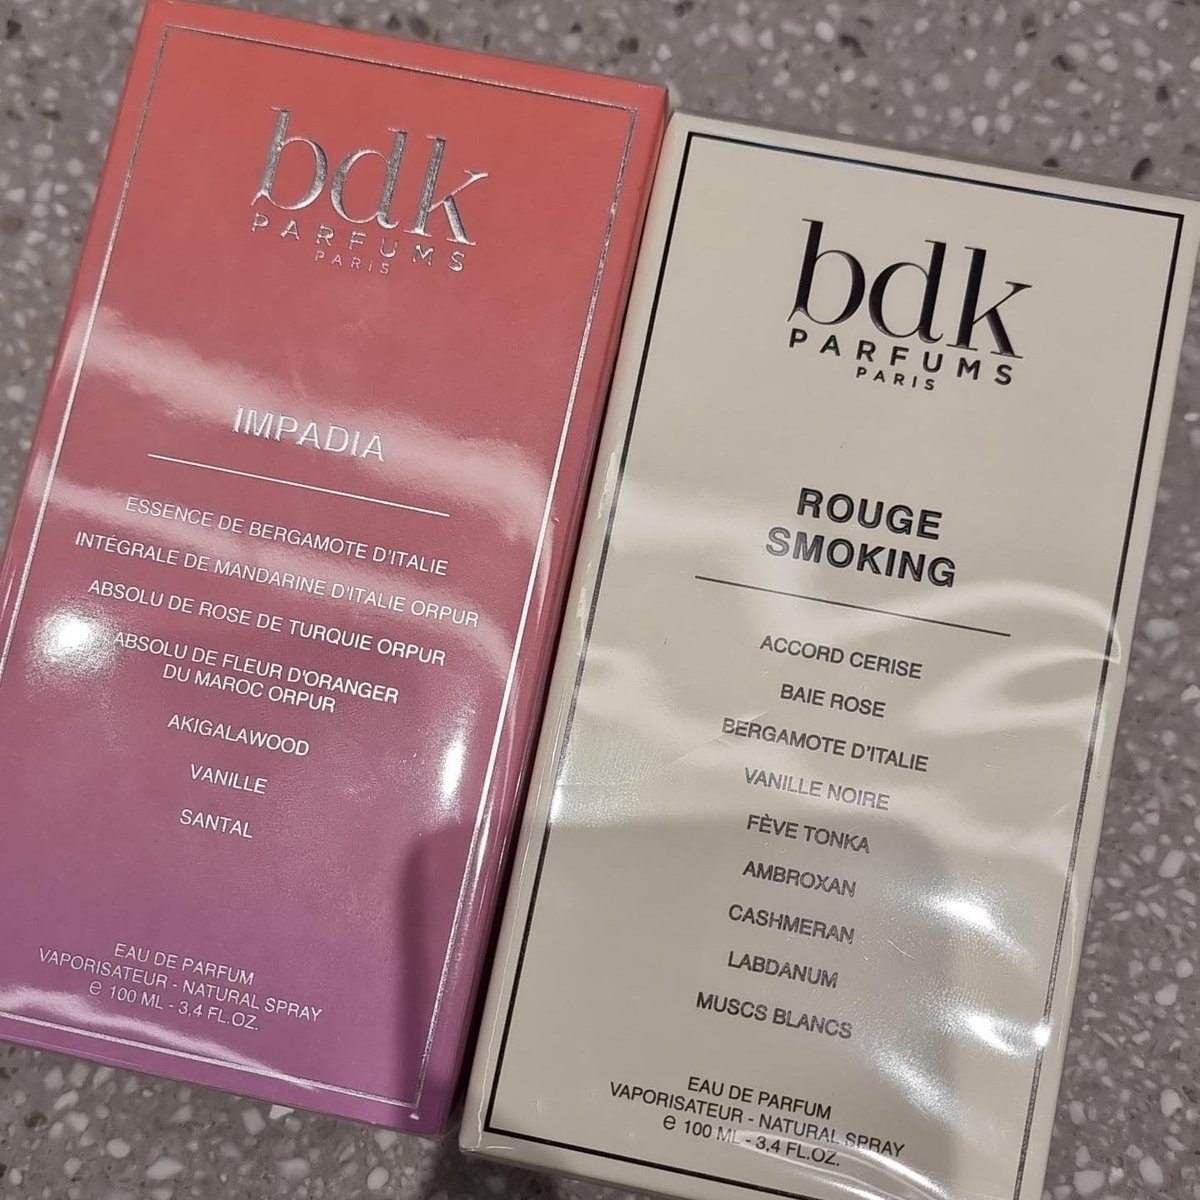 bdk
PARFUMS
PARIS
IMPADIA
ESSENCE DE BERGAMOTE D'ITALIE
INTÉGRALE DE MANDARINE D'ITALIE ORPUR
ABSOLU DE ROSE DE TURQUIE ORPUR
ABSOLU DE FLEUR D'ORANGER
DU MAROC ORPUR
AKIGALAWOOD
VANILLE
SANTAL
EAU DE PARFUM
VAPORISATEUR - NATURAL SPRAY
e 100 ML - 3,4 FL.OZ.
bdk
PARFUMS
PARIS
ROUGE
SMOKING
ACCORD CERISE
BAIE ROSE
BERGAMOTE D'ITALIE
VANILLE NOIRE
FÈVE TONKA
AMBROXAN
CASHMERAN
LABDANUM
MUSCS BLANCS
EAU DE PARFUM
VAPORISATEUR - NATURAL SPRAY
e 100 ML - 3,4 FL.OZ.